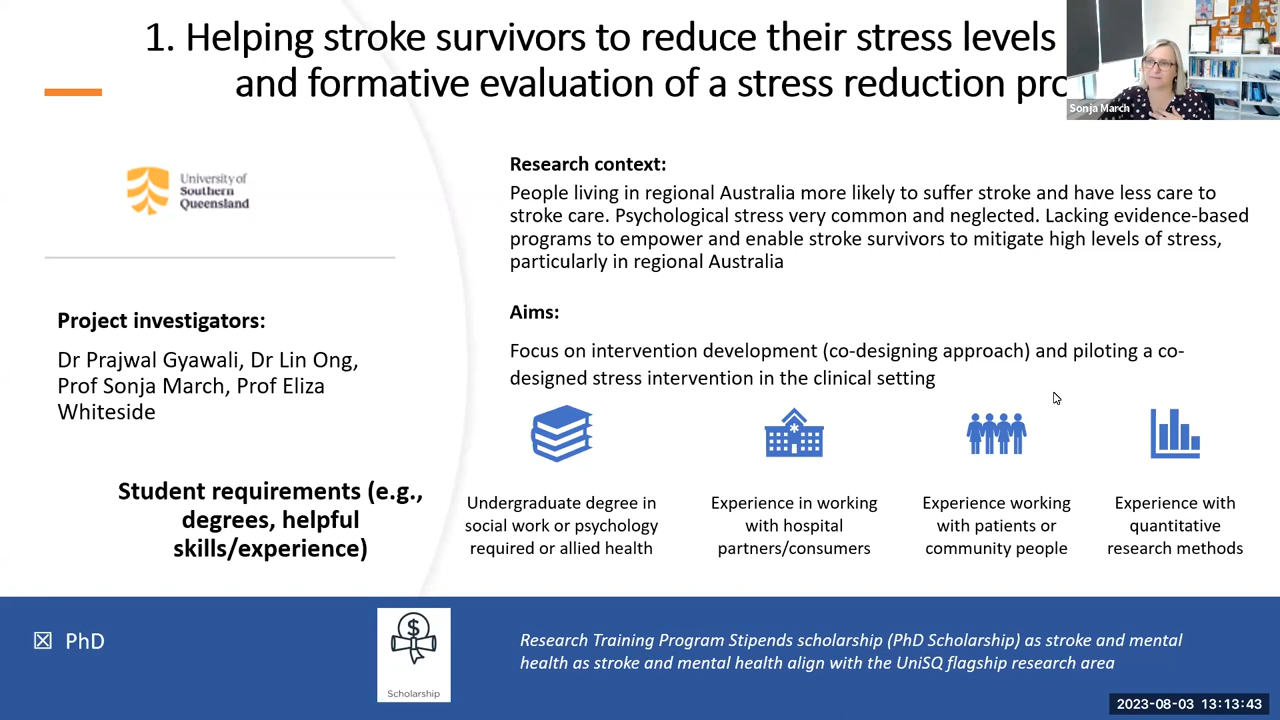 1. Helping stroke survivors to reduce their stress levels
and formative evaluation of a stress reduction
Sonja March
University of
Southern
Queensland
Research context:
People living in regional Australia more likely to suffer stroke and have less care to
stroke care. Psychological stress very common and neglected. Lacking evidence-based
programs to empower and enable stroke survivors to mitigate high levels of stress,
particularly in regional Australia
Project investigators:
Dr Prajwal Gyawali, Dr Lin Ong,
Prof Sonja March, Prof Eliza
Whiteside
Aims:
Focus on intervention development (co-designing approach) and piloting a co-
designed stress intervention in the clinical setting
Student requirements (e.g.,
degrees, helpful
skills/experience)
Undergraduate degree in
social work or psychology
required or allied health
Experience in working
with hospital
partners/consumers
Experience working
with patients or
community people
Experience with
quantitative
research methods
☒ PhD
$
Scholarship
Research Training Program Stipends scholarship (PhD Scholarship) as stroke and mental
health as stroke and mental health align with the UniSQ flagship research area
2023-08-03 13:13:43